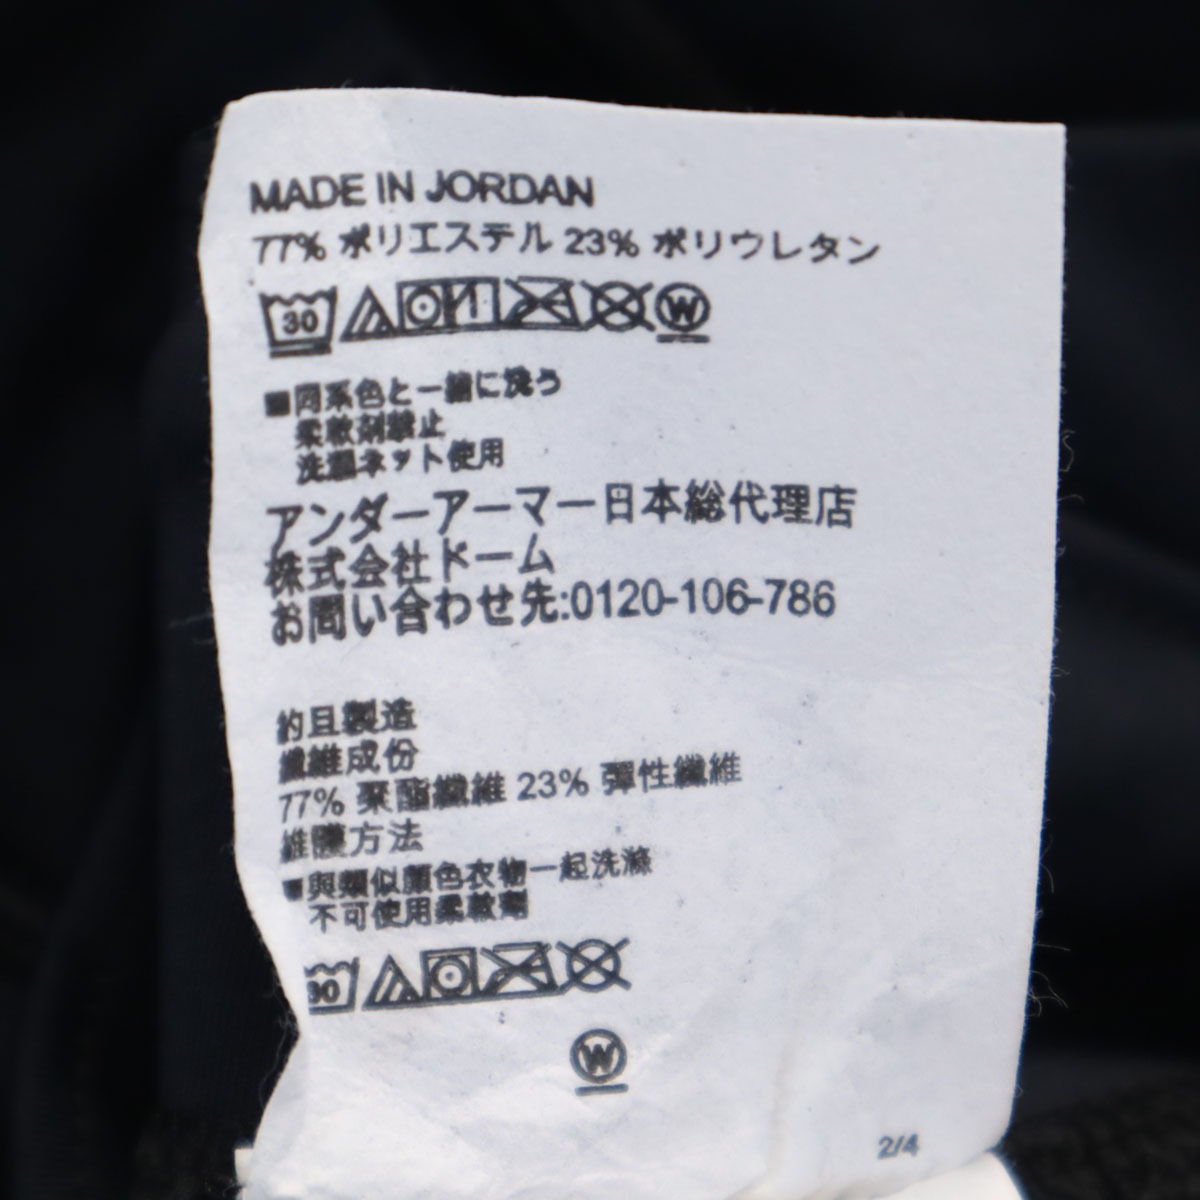 MADE IN JORDAN
77% ポリエステル 23% ポリウレタン
30 W
■同系色と一緒に洗う
柔軟剤禁止
洗濯ネット使用
アンダーアーマー日本総代理店
株式会社ドーム
お問い合わせ先:0120-106-786
約旦製造
纖維成份
77% 聚酯纖維 23% 彈性纖維
維護方法
■與類似顏色衣物一起洗滌
不可使用柔軟劑
30
W
2/4